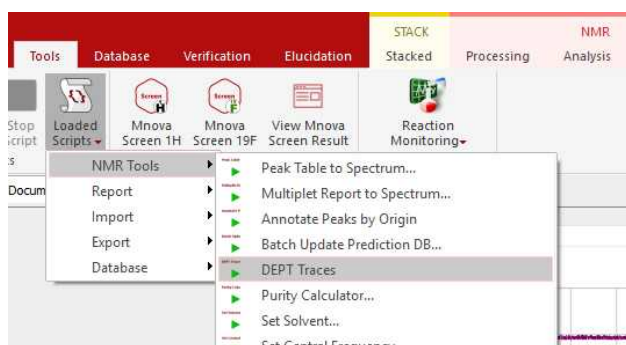 STACK
NMR
Tools
Database
Verification
Elucidation
Stacked
Processing
Analysis
Screen
H
Screen
F
Stop
Script
Loaded
Scripts
Mnova
Screen 1H
Mnova
Screen 19F
View Mnova
Screen Result
Reaction
Monitoring
Docum
NMR Tools
Report
Import
Export
Database
Peak Table to Spectrum...
Multiplet Report to Spectrum...
Annotate Peaks by Origin
Batch Update Prediction DB...
DEPT Traces
Purity Calculator...
Set Solvent...